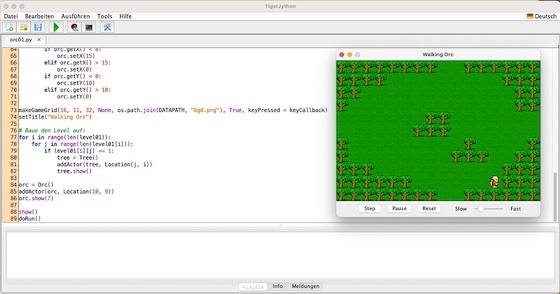 TigerJython
Datei Bearbeiten Ausführen Tools Hilfe
Deutsch
orc01.py
64 if orc.getX() < 0:
65 orc.setX(15)
66 elif orc.getX() > 15:
67 orc.setX(0)
68 if orc.getY() < 0:
69 orc.setY(10)
70 elif orc.getY() > 10:
71 orc.setY(0)
72
73 makeGameGrid(16, 11, 32, None, os.path.join(DATAPATH, "bg0.png"), True, keyPressed = keyCallback)
74 setTitle("Walking Orc")
75
76 # Baue den Level auf:
77 for i in range(len(level01)):
78 for j in range(len(level01[i])):
79 if level01[i][j] == 1:
80 tree = Tree()
81 addActor(tree, Location(j, i))
82 tree.show()
83
84 orc = Orc()
85 addActor(orc, Location(10, 9))
86 orc.show(7)
87
88 show()
89 doRun()
Walking Orc
Step Pause Reset Slow Fast
Ausgabe Info Meldungen